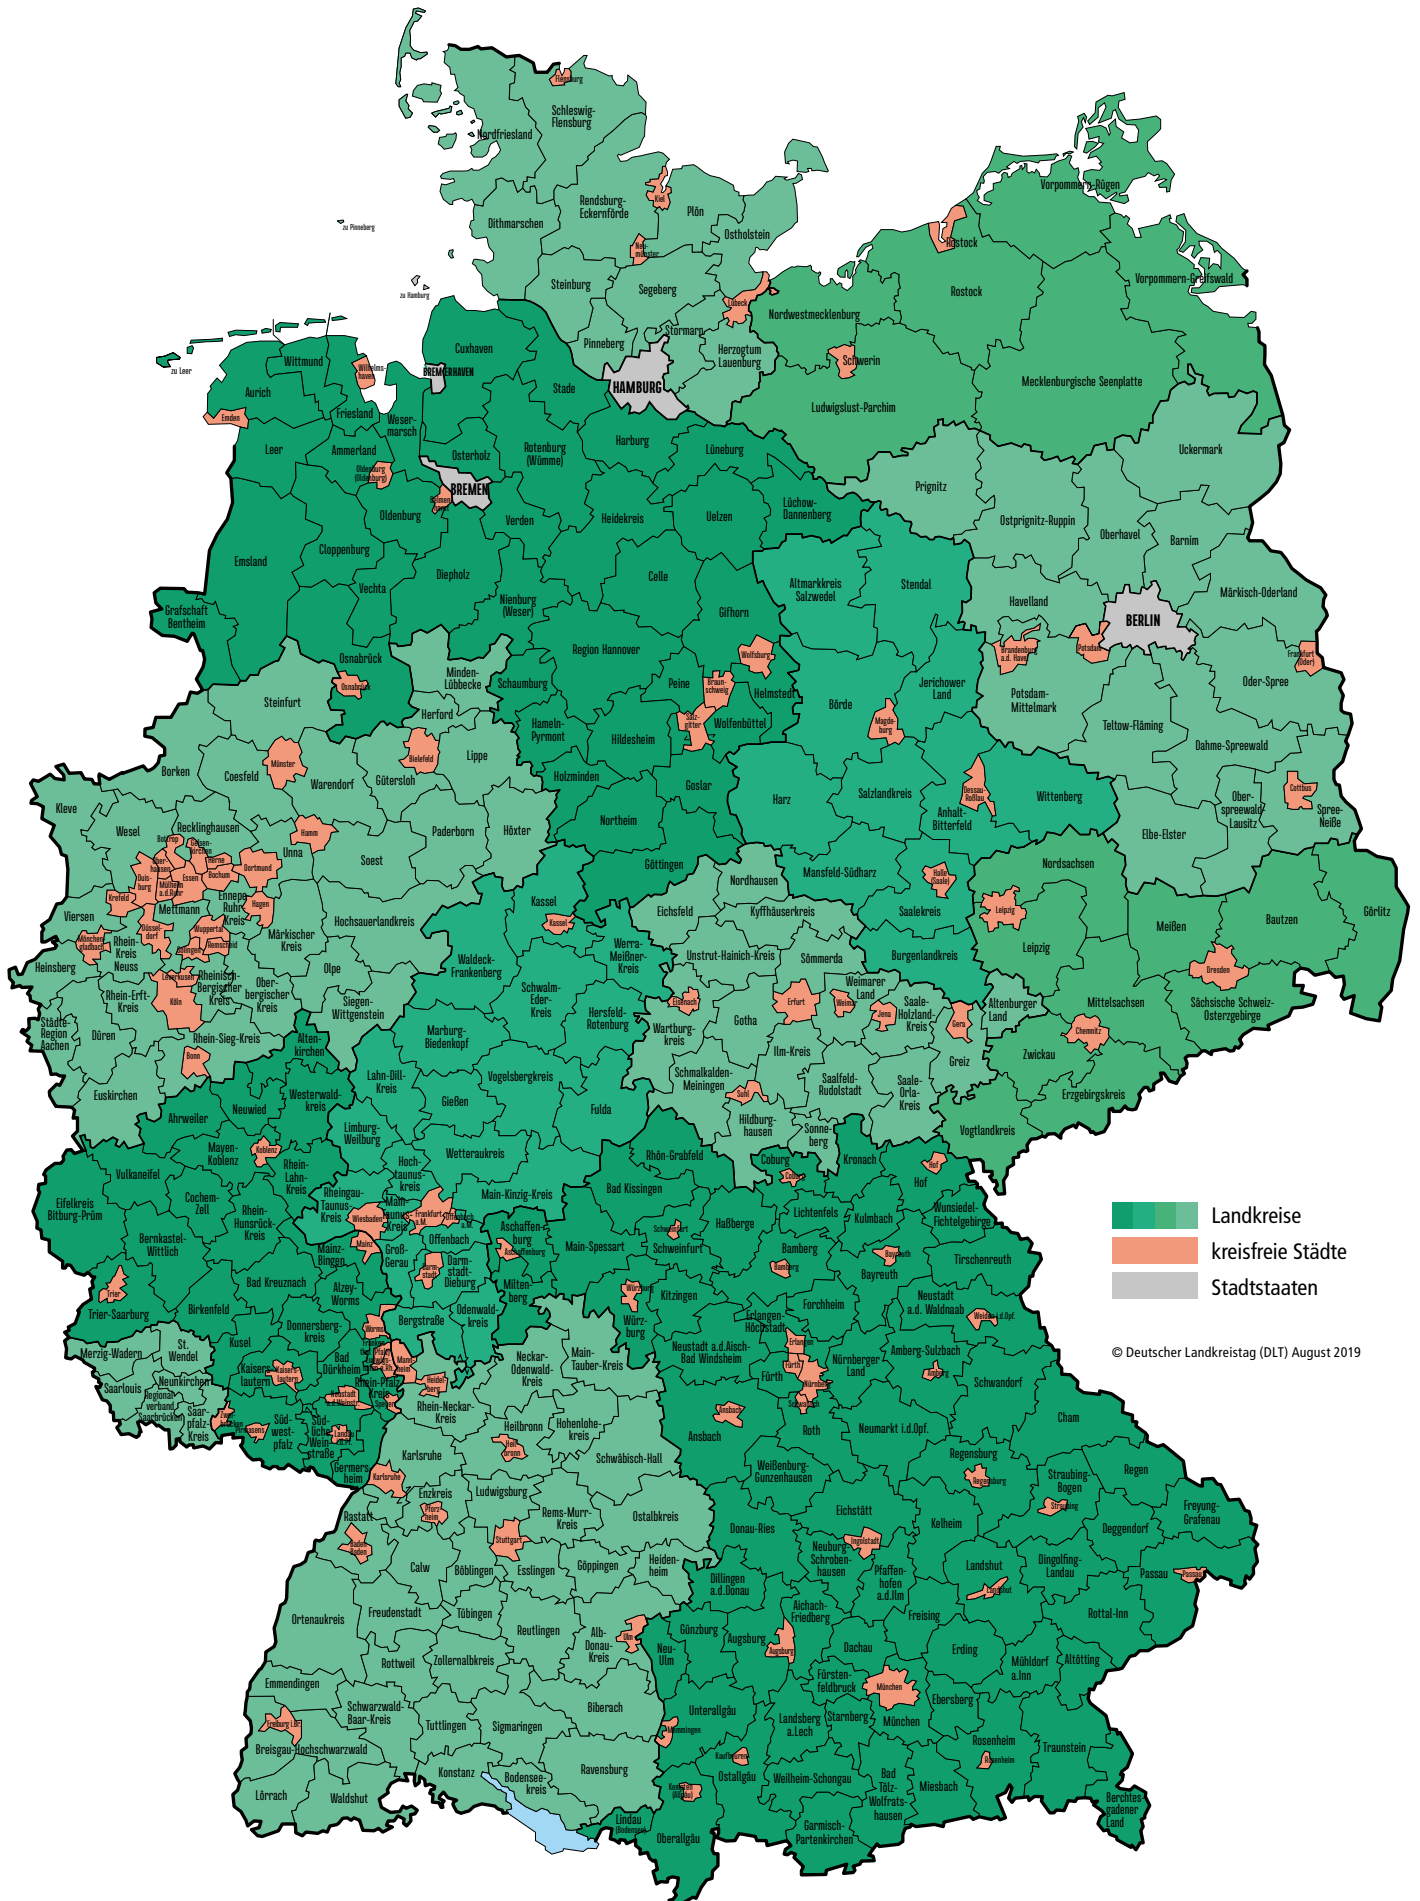 Flensburg
Schleswig-
Flensburg
Nordfriesland
Kiel
Rendsburg-
Eckernförde
Plön
Dithmarschen
Ostholstein
zu Pinneberg
Neu-
münster
Steinburg
Segeberg
zu Hamburg
Lübeck
Stormarn
Pinneberg
Herzogtum
Lauenburg
HAMBURG
Vorpommern-Rügen
Rostock
Rostock
Vorpommern-Greifswald
Nordwestmecklenburg
Schwerin
Mecklenburgische Seenplatte
Ludwigslust-Parchim
zu Leer
Wittmund
Aurich
Wilhelms-
haven
Emden
Friesland
Weser-
marsch
BREMERHAVEN
Cuxhaven
Stade
Leer
Ammerland
Oldenburg
(Oldenburg)
Osterholz
Rotenburg
(Wümme)
Harburg
Lüneburg
BREMEN
Oldenburg
Verden
Heidekreis
Uelzen
Lüchow-
Dannenberg
Emsland
Cloppenburg
Vechta
Diepholz
Nienburg
(Weser)
Celle
Gifhorn
Grafschaft
Bentheim
Osnabrück
Osnabrück
Region Hannover
Wolfsburg
Schaumburg
Peine
Braun-
schweig
Helmstedt
Salz-
gitter
Wolfenbüttel
Hameln-
Pyrmont
Hildesheim
Holzminden
Goslar
Northeim
Göttingen
Uckermark
Prignitz
Ostprignitz-Ruppin
Oberhavel
Barnim
Märkisch-Oderland
Havelland
BERLIN
Brandenburg
a.d. Havel
Potsdam
Frankfurt
(Oder)
Oder-Spree
Potsdam-
Mittelmark
Teltow-Fläming
Dahme-Spreewald
Cottbus
Ober-
spreewald-
Lausitz
Spree-
Neiße
Elbe-Elster
Altmarkkreis
Salzwedel
Stendal
Jerichower
Land
Börde
Magde-
burg
Salzlandkreis
Dessau-
Roßlau
Wittenberg
Harz
Anhalt-
Bitterfeld
Mansfeld-Südharz
Halle
(Saale)
Saalekreis
Burgenlandkreis
Nordsachsen
Leipzig
Leipzig
Meißen
Bautzen
Görlitz
Dresden
Sächsische Schweiz-
Osterzgebirge
Mittelsachsen
Chemnitz
Zwickau
Erzgebirgskreis
Vogtlandkreis
Steinfurt
Minden-
Lübbecke
Herford
Bielefeld
Lippe
Borken
Coesfeld
Münster
Warendorf
Gütersloh
Kleve
Wesel
Recklinghausen
Bottrop
Gelsen-
kirchen
Hamm
Paderborn
Höxter
Unna
Soest
Ober-
hausen
Herne
Dortmund
Duis-
burg
Essen
Bochum
Mülheim
a.d.Ruhr
Krefeld
Ennepe-
Ruhr-
Kreis
Hagen
Viersen
Mettmann
Hochsauerlandkreis
Mönchen-
gladbach
Düssel-
dorf
Wuppertal
Solingen
Remscheid
Märkischer
Kreis
Rhein-
Kreis
Neuss
Heinsberg
Leverkusen
Rheinisch-
Bergischer
Kreis
Ober-
bergischer
Kreis
Olpe
Rhein-Erft-
Kreis
Köln
Siegen-
Wittgenstein
Städte-
Region
Aachen
Düren
Rhein-Sieg-Kreis
Bonn
Euskirchen
Kassel
Kassel
Werra-
Meißner-
Kreis
Waldeck-
Frankenberg
Schwalm-
Eder-
Kreis
Hersfeld-
Rotenburg
Marburg-
Biedenkopf
Lahn-Dill-
Kreis
Vogelsbergkreis
Gießen
Fulda
Limburg-
Weilburg
Wetteraukreis
Hoch-
taunus-
kreis
Main-Kinzig-Kreis
Rheingau-
Taunus-
Kreis
Main-
Taunus-
Kreis
Wiesbaden
Frankfurt
a.M.
Offenbach
a.M.
Offenbach
Groß-
Gerau
Darm-
stadt
Darm-
stadt-
Dieburg
Odenwald-
kreis
Bergstraße
Nordhausen
Eichsfeld
Kyffhäuserkreis
Unstrut-Hainich-Kreis
Sömmerda
Weimarer
Land
Eisenach
Erfurt
Weimar
Jena
Saale-
Holzland-
Kreis
Gera
Altenburger
Land
Wartburg-
kreis
Gotha
Ilm-Kreis
Greiz
Schmalkalden-
Meiningen
Suhl
Saalfeld-
Rudolstadt
Saale-
Orla-
Kreis
Hildburg-
hausen
Sonne-
berg
Alten-
kirchen
Ahrweiler
Neuwied
Westerwald-
kreis
Mayen-
Koblenz
Koblenz
Vulkaneifel
Rhein-
Lahn-
Kreis
Cochem-
Zell
Eifelkreis
Bitburg-Prüm
Rhein-
Hunsrück-
Kreis
Bernkastel-
Wittlich
Mainz
Mainz-
Bingen
Bad Kreuznach
Alzey-
Worms
Trier
Trier-Saarburg
Birkenfeld
Donnersberg-
kreis
Worms
Kusel
Bad
Dürkheim
Kaisers-
lautern
Kaisers-
lautern
Rhein-Pfalz-
Kreis
Neustadt
a.d.Weinstr.
Speyer
Zwei-
brücken
Pirmasens
Süd-
west-
pfalz
Süd-
liche
Wein-
straße
Landau
i.d.Pf.
Germers-
heim
Merzig-Wadern
St.
Wendel
Saarlouis
Neunkirchen
Regional-
verband
Saarbrücken
Saar-
pfalz-
Kreis
Mann-
heim
Heidel-
berg
Neckar-
Odenwald-
Kreis
Main-
Tauber-Kreis
Rhein-Neckar-
Kreis
Heilbronn
Heil-
bronn
Hohenlohe-
kreis
Karlsruhe
Schwäbisch-Hall
Karlsruhe
Enzkreis
Ludwigsburg
Pforz-
heim
Rastatt
Rems-Murr-
Kreis
Ostalbkreis
Baden-
Baden
Stuttgart
Calw
Böblingen
Esslingen
Göppingen
Heiden-
heim
Ortenaukreis
Freudenstadt
Tübingen
Reutlingen
Alb-
Donau-
Kreis
Ulm
Rottweil
Zollernalbkreis
Emmendingen
Schwarzwald-
Baar-Kreis
Biberach
Freiburg i.Br.
Tuttlingen
Sigmaringen
Breisgau-Hochschwarzwald
Lörrach
Waldshut
Konstanz
Bodensee-
kreis
Ravensburg
Rhön-Grabfeld
Coburg
Coburg
Kronach
Hof
Hof
Bad Kissingen
Lichtenfels
Kulmbach
Wunsiedel-
Fichtelgebirge
Aschaffen-
burg
Aschaffenburg
Main-Spessart
Schweinfurt
Schweinfurt
Haßberge
Bamberg
Bamberg
Bayreuth
Bayreuth
Tirschenreuth
Milten-
berg
Würzburg
Würz-
burg
Kitzingen
Forchheim
Neustadt
a.d. Waldnaab
Weiden i.d.Opf.
Erlangen-
Höchstadt
Erlangen
Neustadt a.d.Aisch-
Bad Windsheim
Fürth
Fürth
Nürnberg
Nürnberger
Land
Amberg-Sulzbach
Amberg
Schwandorf
Schwabach
Ansbach
Ansbach
Roth
Neumarkt i.d.Opf.
Cham
Weißenburg-
Gunzenhausen
Regensburg
Regensburg
Straubing-
Bogen
Straubing
Regen
Freyung-
Grafenau
Donau-Ries
Eichstätt
Kelheim
Deggendorf
Ingolstadt
Neuburg-
Schroben-
hausen
Pfaffen-
hofen
a.d.Ilm
Landshut
Landshut
Dingolfing-
Landau
Passau
Passau
Dillingen
a.d.Donau
Aichach-
Friedberg
Freising
Rottal-Inn
Günzburg
Augsburg
Augsburg
Neu-
Ulm
Dachau
Erding
Mühldorf
a.Inn
Altötting
Fürsten-
feldbruck
München
Ebersberg
Unterallgäu
Landsberg
a.Lech
Starnberg
München
Memmingen
Rosenheim
Rosenheim
Traunstein
Kaufbeuren
Ostallgäu
Weilheim-Schongau
Bad
Tölz-
Wolfrats-
hausen
Miesbach
Kempten
(Allgäu)
Berchtes-
gadener
Land
Lindau
(Bodensee)
Oberallgäu
Garmisch-
Partenkirchen
Landkreise
kreisfreie Städte
Stadtstaaten
© Deutscher Landkreistag (DLT) August 2019